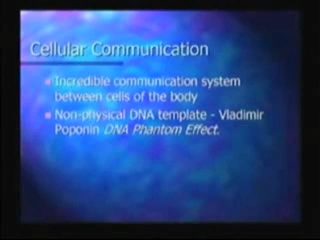 Cellular Communication
Incredible communication system
between cells of the body
Non-physical DNA template - Vladimir
Poponin DNA Phantom Effect.